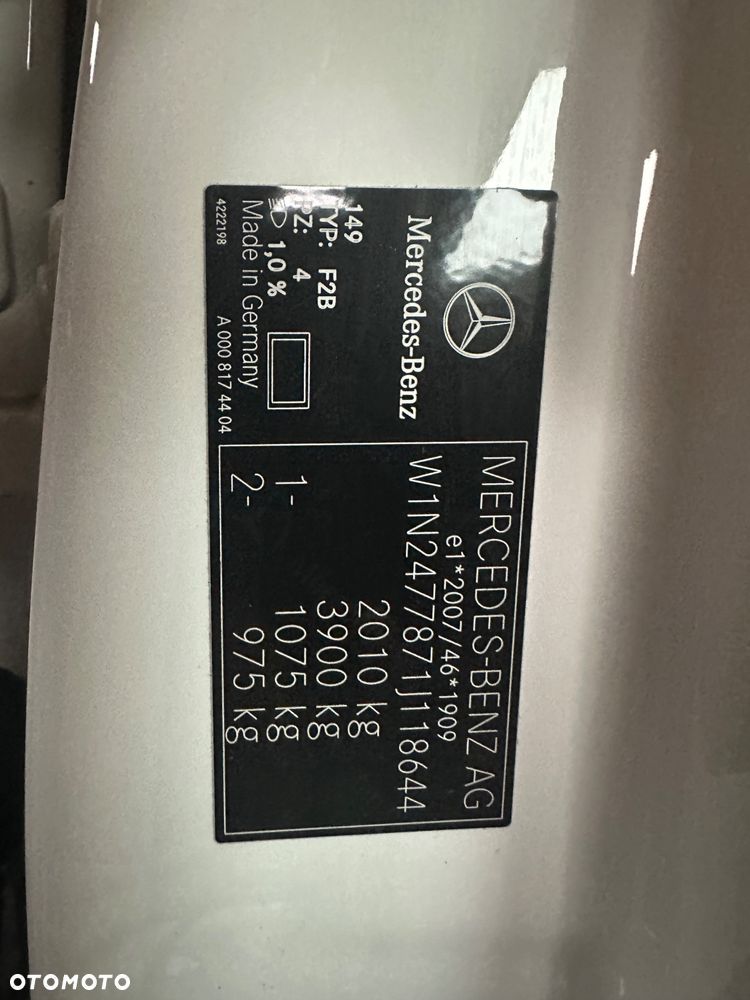 Mercedes-Benz
149
TYP: F2B
PZ: 4
1,0 %
Made in Germany
4222198
A 000 817 44 04
MERCEDES-BENZ AG
e1*2007/46*1909
W1N2477871J118644
2010 kg
3900 kg
1- 1075 kg
2- 975 kg
OTOMOTO